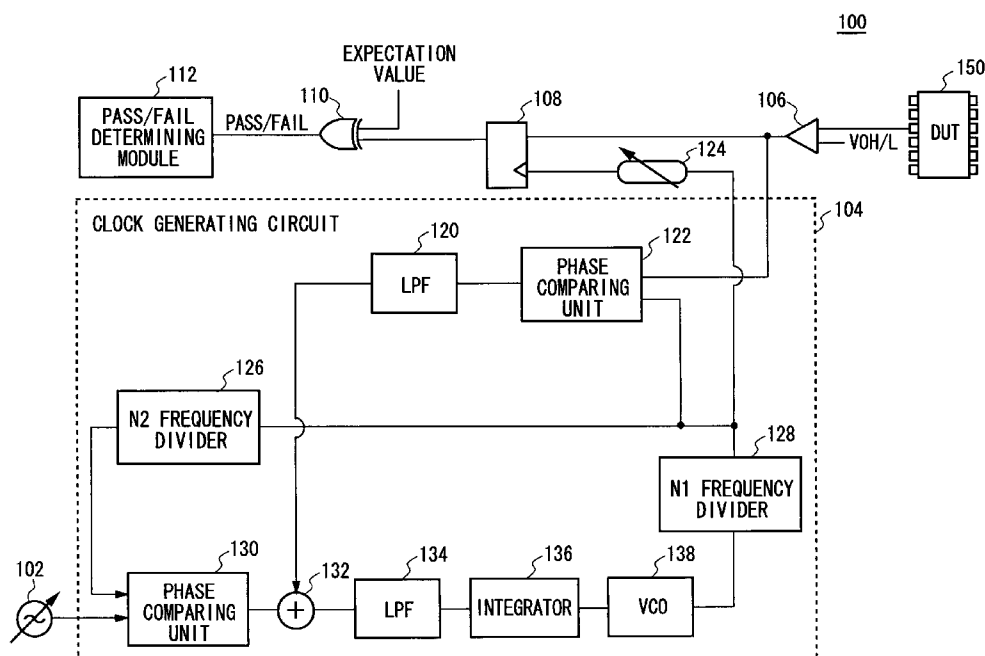 100
EXPECTATION
VALUE
112
PASS/FAIL
DETERMINING
MODULE
PASS/FAIL
110
108
106
VOH/L
150
DUT
124
104
CLOCK GENERATING CIRCUIT
120
LPF
122
PHASE
COMPARING
UNIT
126
N2 FREQUENCY
DIVIDER
128
N1 FREQUENCY
DIVIDER
102
130
PHASE
COMPARING
UNIT
132
+
134
LPF
136
INTEGRATOR
138
VCO